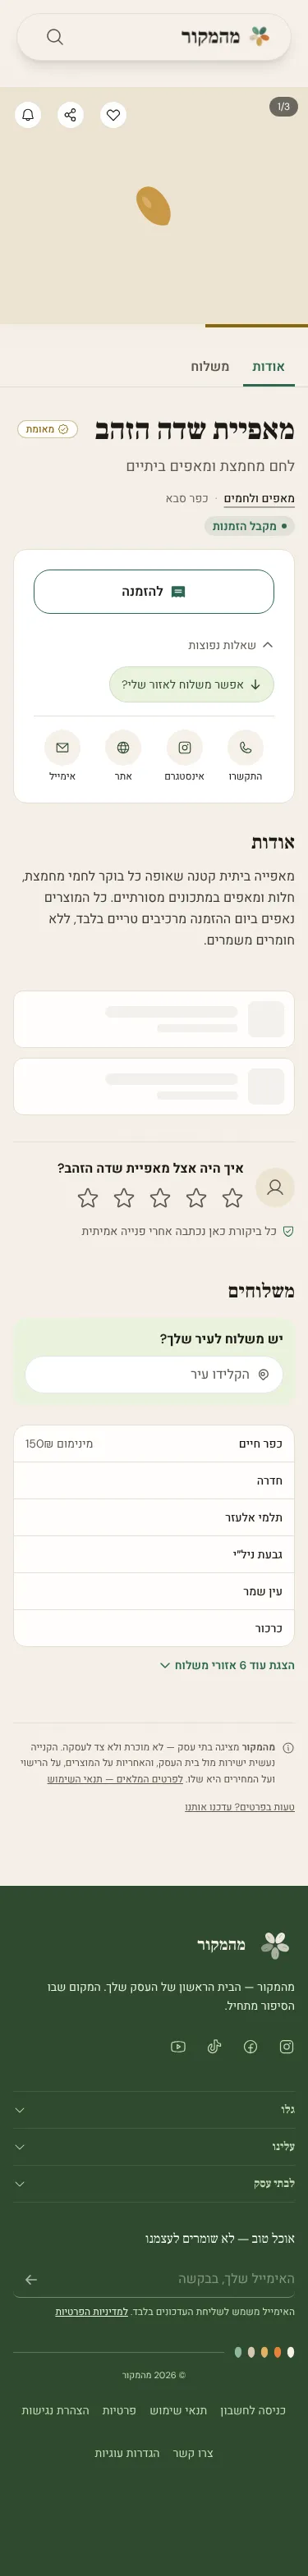 מהמקור
1/3
אודות
משלוח
מאפיית שדה הזהב
מאומת
לחם מחמצת ומאפים ביתיים
מאפים ולחמים · כפר סבא
מקבל הזמנות
להזמנה
שאלות נפוצות
אפשר משלוח לאזור שלי?
התקשרו
אינסטגרם
אתר
אימייל
אודות
מאפייה ביתית קטנה שאופה כל בוקר לחמי מחמצת,
חלות ומאפים במתכונים מסורתיים. כל המוצרים
נאפים ביום ההזמנה מרכיבים טריים בלבד, ללא
חומרים משמרים.
איך היה אצל מאפיית שדה הזהב?
כל ביקורת כאן נכתבה אחרי פנייה אמיתית
משלוחים
יש משלוח לעיר שלך?
הקלידו עיר
כפר חיים
מינימום 150₪
חדרה
תלמי אלעזר
גבעת ניל"י
עין שמר
כרכור
הצגת עוד 6 אזורי משלוח
מהמקור מציגה בתי עסק — לא מוכרת ולא צד לעסקה. הקנייה
נעשית ישירות מול בית העסק, והאחריות על המוצרים, על הרישוי
ועל המחירים היא שלו. לפרטים המלאים — תנאי השימוש
טעות בפרטים? עדכנו אותנו
מהמקור
מהמקור — הבית הראשון של העסק שלך. המקום שבו
הסיפור מתחיל.
גלו
עלינו
לבתי עסק
אוכל טוב — לא שומרים לעצמנו
האימייל שלך, בבקשה
האימייל משמש לשליחת העדכונים בלבד. למדיניות הפרטיות
© 2026 מהמקור
כניסה לחשבון
תנאי שימוש
פרטיות
הצהרת נגישות
צרו קשר
הגדרות עוגיות